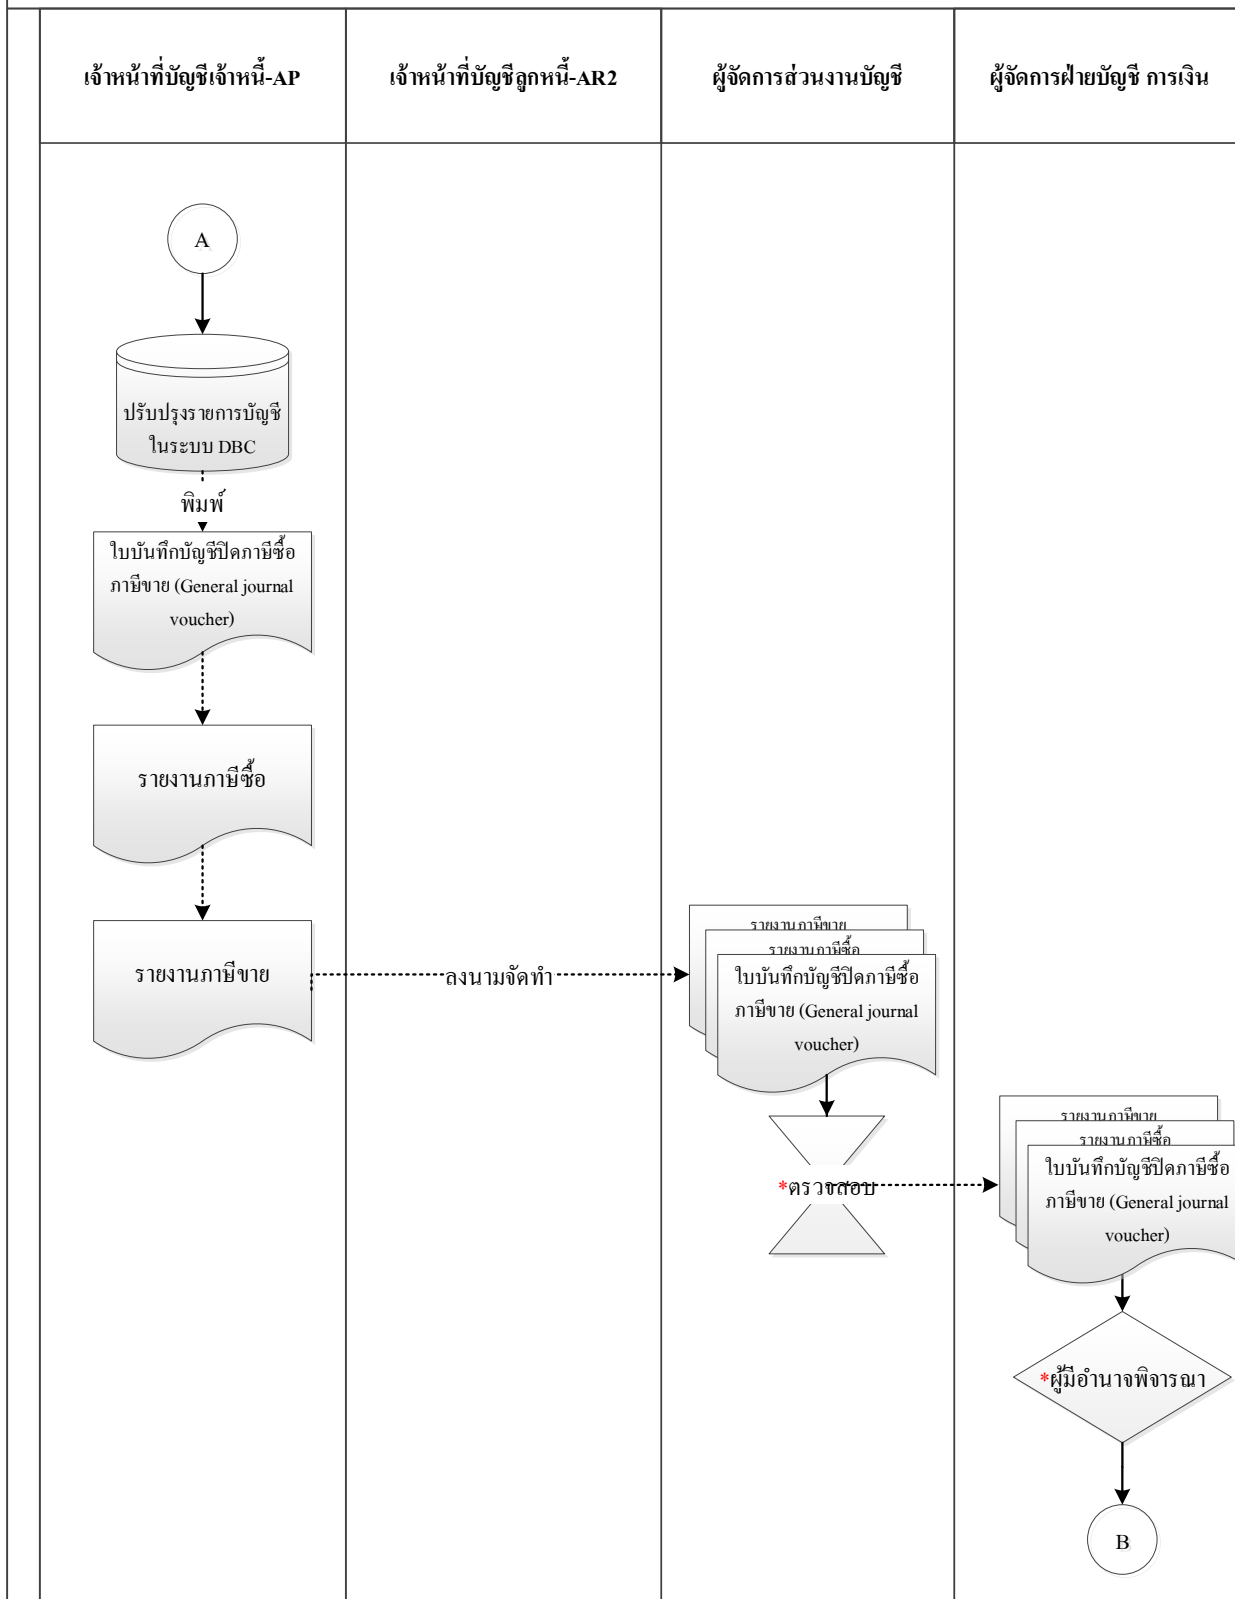 เจ้าหน้าที่บัญชีเจ้าหนี้-AP
เจ้าหน้าที่บัญชีลูกหนี้-AR2
ผู้จัดการส่วนงานบัญชี
ผู้จัดการฝ่ายบัญชี การเงิน
A
ปรับปรุงรายการบัญชี
ในระบบ DBC
พิมพ์
ใบบันทึกบัญชีปิดภาษีซื้อ
ภาษีขาย (General journal
voucher)
รายงานภาษีซื้อ
รายงานภาษีขาย
ลงนามจัดทำ
รายงานภาษีขาย
รายงานภาษีซื้อ
ใบบันทึกบัญชีปิดภาษีซื้อ
ภาษีขาย (General journal
voucher)
*ตรวจสอบ
รายงานภาษีขาย
รายงานภาษีซื้อ
ใบบันทึกบัญชีปิดภาษีซื้อ
ภาษีขาย (General journal
voucher)
*ผู้มีอำนาจพิจารณา
B